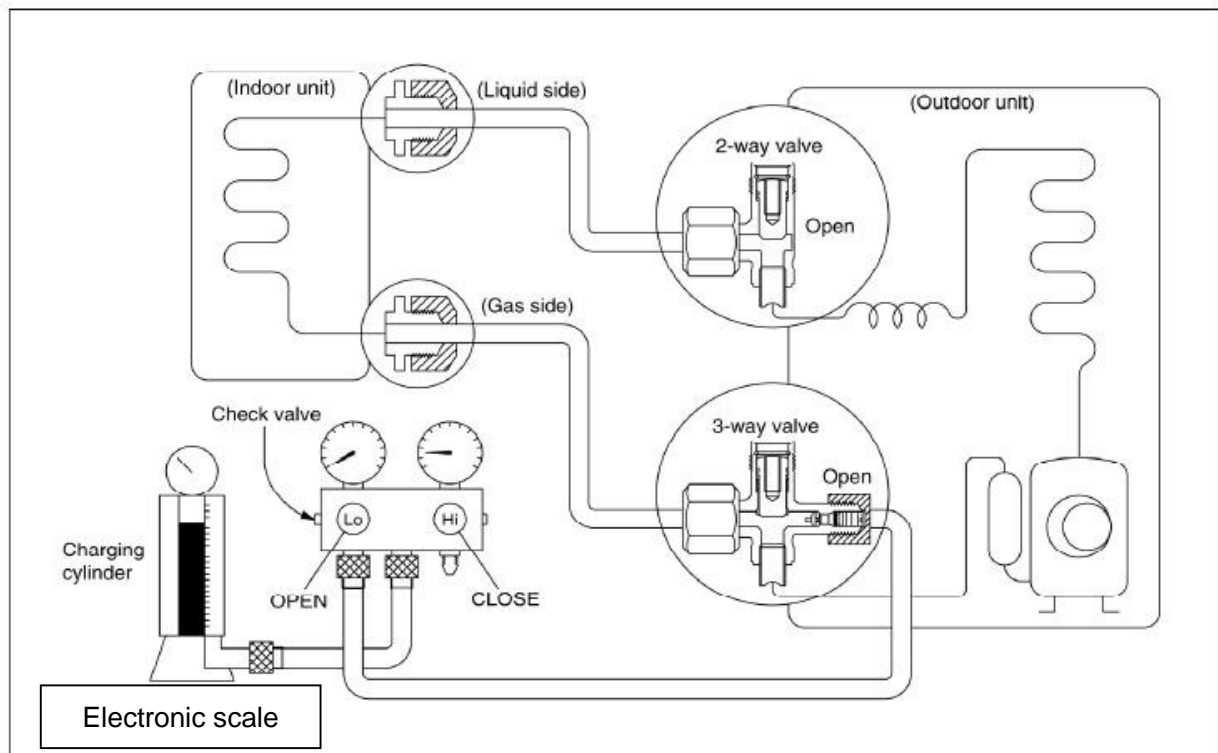 (Indoor unit)
(Liquid side)
(Outdoor unit)
2-way valve
Open
(Gas side)
Check valve
3-way valve
Open
Lo
Hi
Charging
cylinder
OPEN
CLOSE
Electronic scale